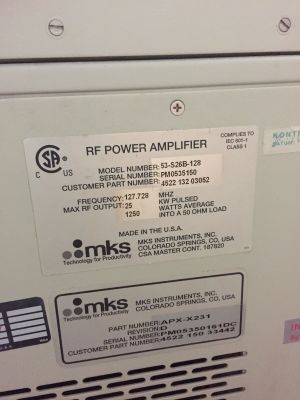 CSA
C US
RF POWER AMPLIFIER
COMPLIES TO
IEC 601-1
CLASS 1
MODEL NUMBER: 53-S26B-128
SERIAL NUMBER: PM0535150
CUSTOMER PART NUMBER: 4522 132 03052
FREQUENCY: 127.728 MHZ
MAX RF OUTPUT: 25 KW PULSED
1250 WATTS AVERAGE
INTO A 50 OHM LOAD
MADE IN THE U.S.A.
mks
Technology for Productivity
MKS INSTRUMENTS, INC.
COLORADO SPRINGS, CO, USA
CSA MASTER CONT. 187820
mks
Technology for Productivity
MKS INSTRUMENTS, INC.
COLORADO SPRINGS, CO, USA
PART NUMBER: APX-X231
REVISION: D
SERIAL NUMBER: PM05350161DC
CUSTOMER PART NUMBER: 4522 150 33442